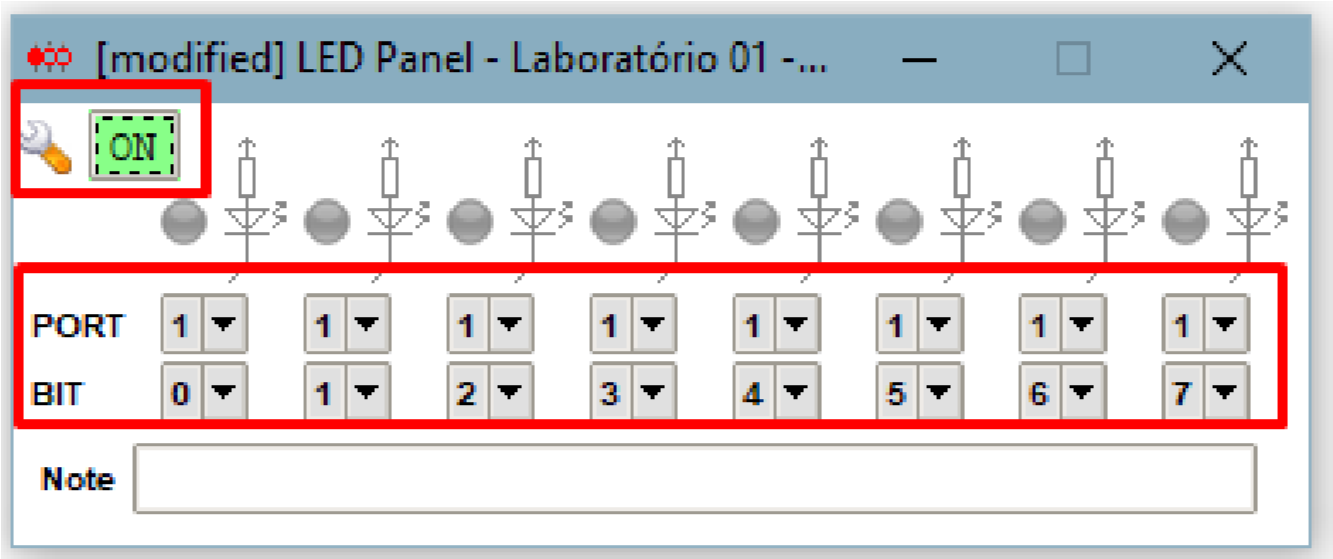 [modified] LED Panel - Laboratório 01 -...
ON
PORT 1 1 1 1 1 1 1 1
BIT 0 1 2 3 4 5 6 7
Note